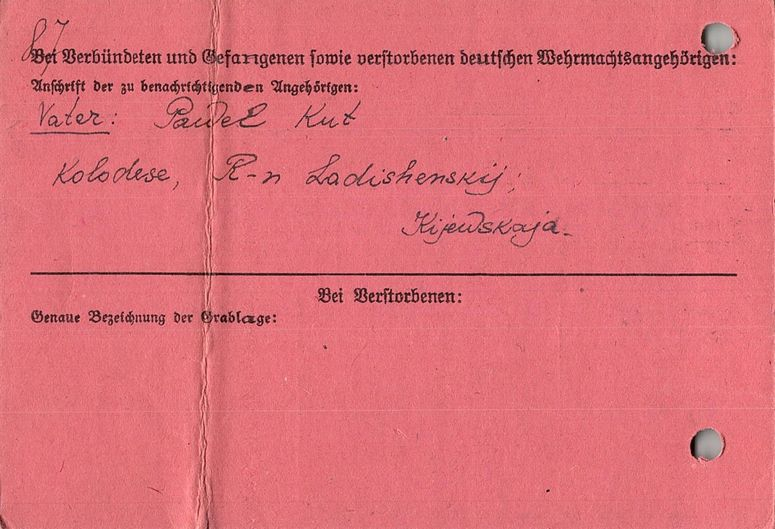 87
Bei Verbündeten und Gefangenen sowie verstorbenen deutschen Wehrmachtsangehörigen:
Anschrift der zu benachrichtigenden Angehörigen:
Vater: Pawel Kut
Kolodese, R-n Ladishenskij,
Kijewskaja.
Bei Verstorbenen:
Genaue Bezeichnung der Grablage: